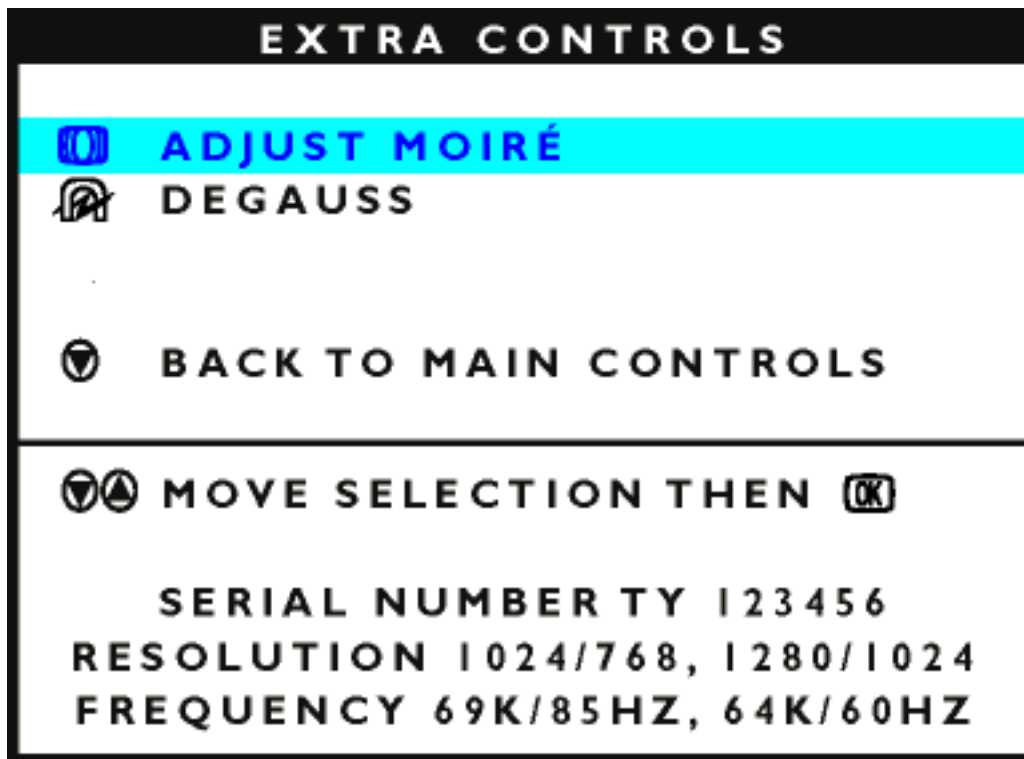 EXTRA CONTROLS
ADJUST MOIRÉ
DEGAUSS
BACK TO MAIN CONTROLS
MOVE SELECTION THEN OK
SERIAL NUMBER TY 123456
RESOLUTION 1024/768, 1280/1024
FREQUENCY 69K/85HZ, 64K/60HZ